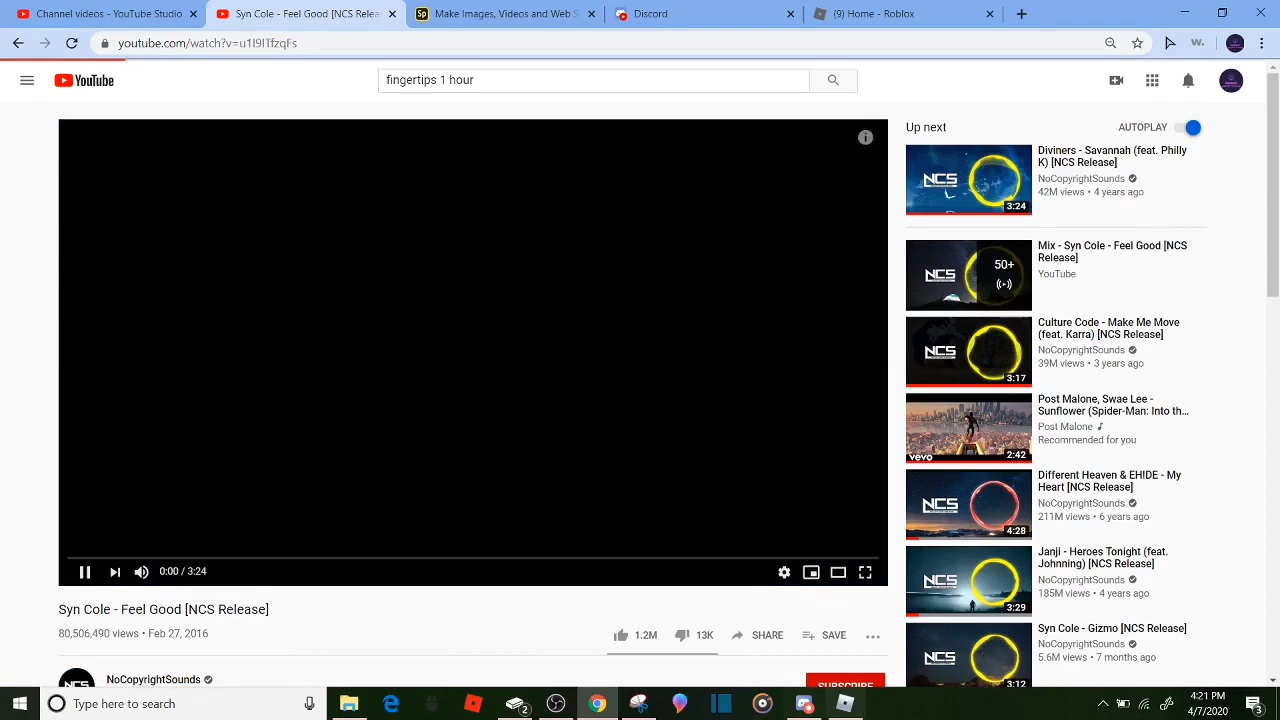 Channel videos - YouTube Studio
Syn Cole - Feel Good [NCS Relea
Make Images, Videos and Web S
Discord
(9) Home - Roblox
youtube.com/watch?v=u1I9ITfzqFs
YouTube
fingertips 1 hour
Up next
AUTOPLAY
NCS
3:24
Diviners - Savannah (feat. Philly
K) [NCS Release]
NoCopyrightSounds
42M views • 4 years ago
NCS
50+
Mix - Syn Cole - Feel Good [NCS
Release]
YouTube
NCS
3:17
Culture Code - Make Me Move
(feat. Karra) [NCS Release]
NoCopyrightSounds
39M views • 3 years ago
vevo
2:42
Post Malone, Swae Lee -
Sunflower (Spider-Man: Into th...
Post Malone
Recommended for you
NCS
4:28
Different Heaven & EH!DE - My
Heart [NCS Release]
NoCopyrightSounds
211M views • 6 years ago
NCS
3:29
Janji - Heroes Tonight (feat.
Johnning) [NCS Release]
NoCopyrightSounds
185M views • 4 years ago
NCS
3:12
Syn Cole - Gizmo [NCS Release]
NoCopyrightSounds
5.6M views • 7 months ago
0:00 / 3:24
Syn Cole - Feel Good [NCS Release]
80,506,490 views • Feb 27, 2016
1.2M
13K
SHARE
SAVE
NCS
NoCopyrightSounds
SUBSCRIBE
Type here to search
4:21 PM
4/7/2020